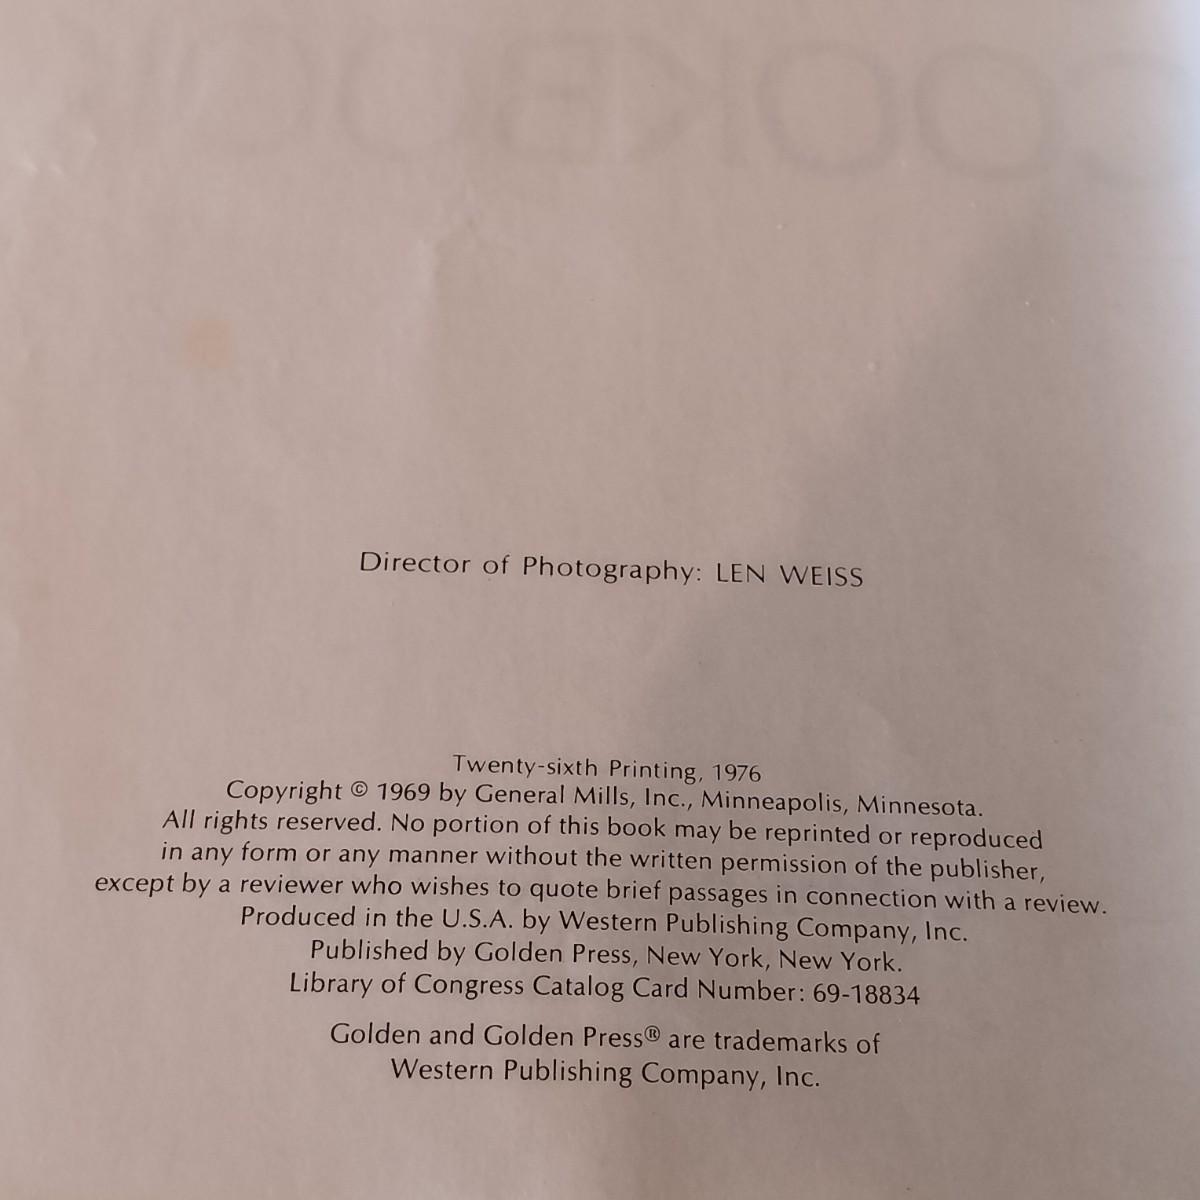 COOKBOOK
Director of Photography: LEN WEISS
Twenty-sixth Printing, 1976
Copyright © 1969 by General Mills, Inc., Minneapolis, Minnesota.
All rights reserved. No portion of this book may be reprinted or reproduced
in any form or any manner without the written permission of the publisher,
except by a reviewer who wishes to quote brief passages in connection with a review.
Produced in the U.S.A. by Western Publishing Company, Inc.
Published by Golden Press, New York, New York.
Library of Congress Catalog Card Number: 69-18834
Golden and Golden Press® are trademarks of
Western Publishing Company, Inc.